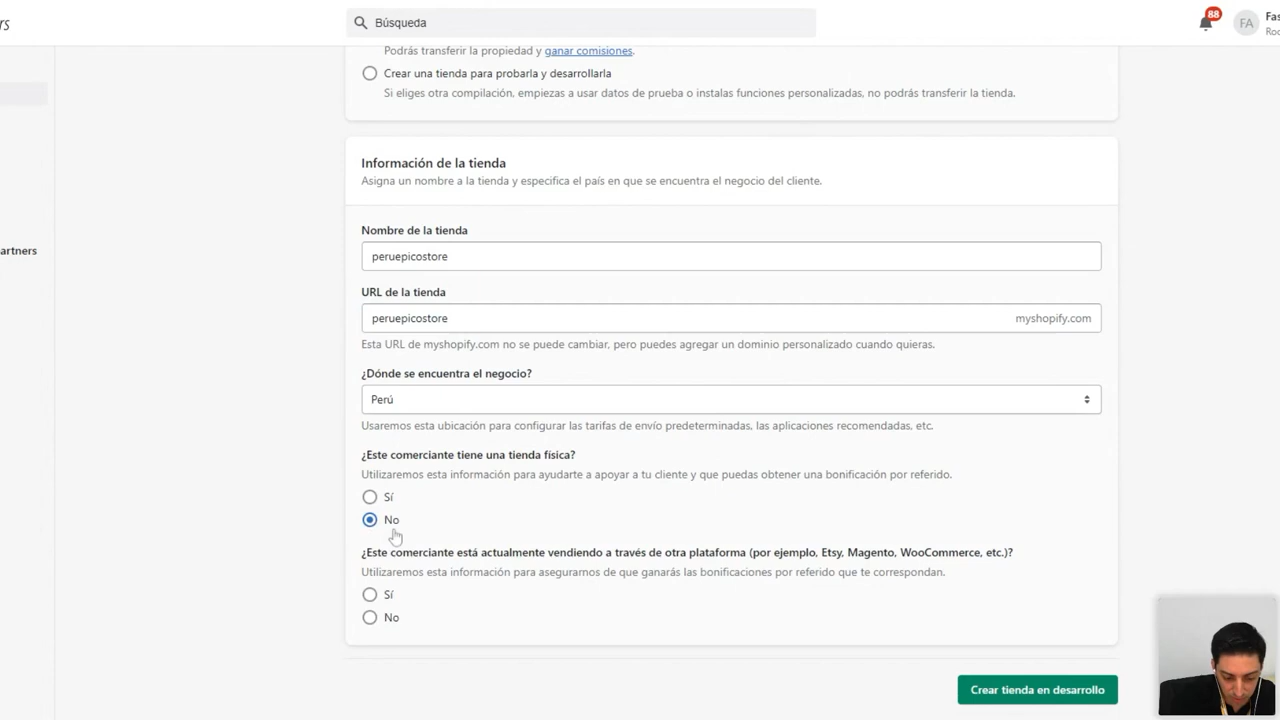 rs
Búsqueda
88
FA
Fas
Roc
Podrás transferir la propiedad y ganar comisiones.
Crear una tienda para probarla y desarrollarla
Si eliges otra compilación, empiezas a usar datos de prueba o instalas funciones personalizadas, no podrás transferir la tienda.
Información de la tienda
Asigna un nombre a la tienda y especifica el país en que se encuentra el negocio del cliente.
artners
Nombre de la tienda
peruepicostore
URL de la tienda
peruepicostore
myshopify.com
Esta URL de myshopify.com no se puede cambiar, pero puedes agregar un dominio personalizado cuando quieras.
¿Dónde se encuentra el negocio?
Perú
Usaremos esta ubicación para configurar las tarifas de envío predeterminadas, las aplicaciones recomendadas, etc.
¿Este comerciante tiene una tienda física?
Utilizaremos esta información para ayudarte a apoyar a tu cliente y que puedas obtener una bonificación por referido.
Sí
No
¿Este comerciante está actualmente vendiendo a través de otra plataforma (por ejemplo, Etsy, Magento, WooCommerce, etc.)?
Utilizaremos esta información para asegurarnos de que ganarás las bonificaciones por referido que te correspondan.
Sí
No
Crear tienda en desarrollo